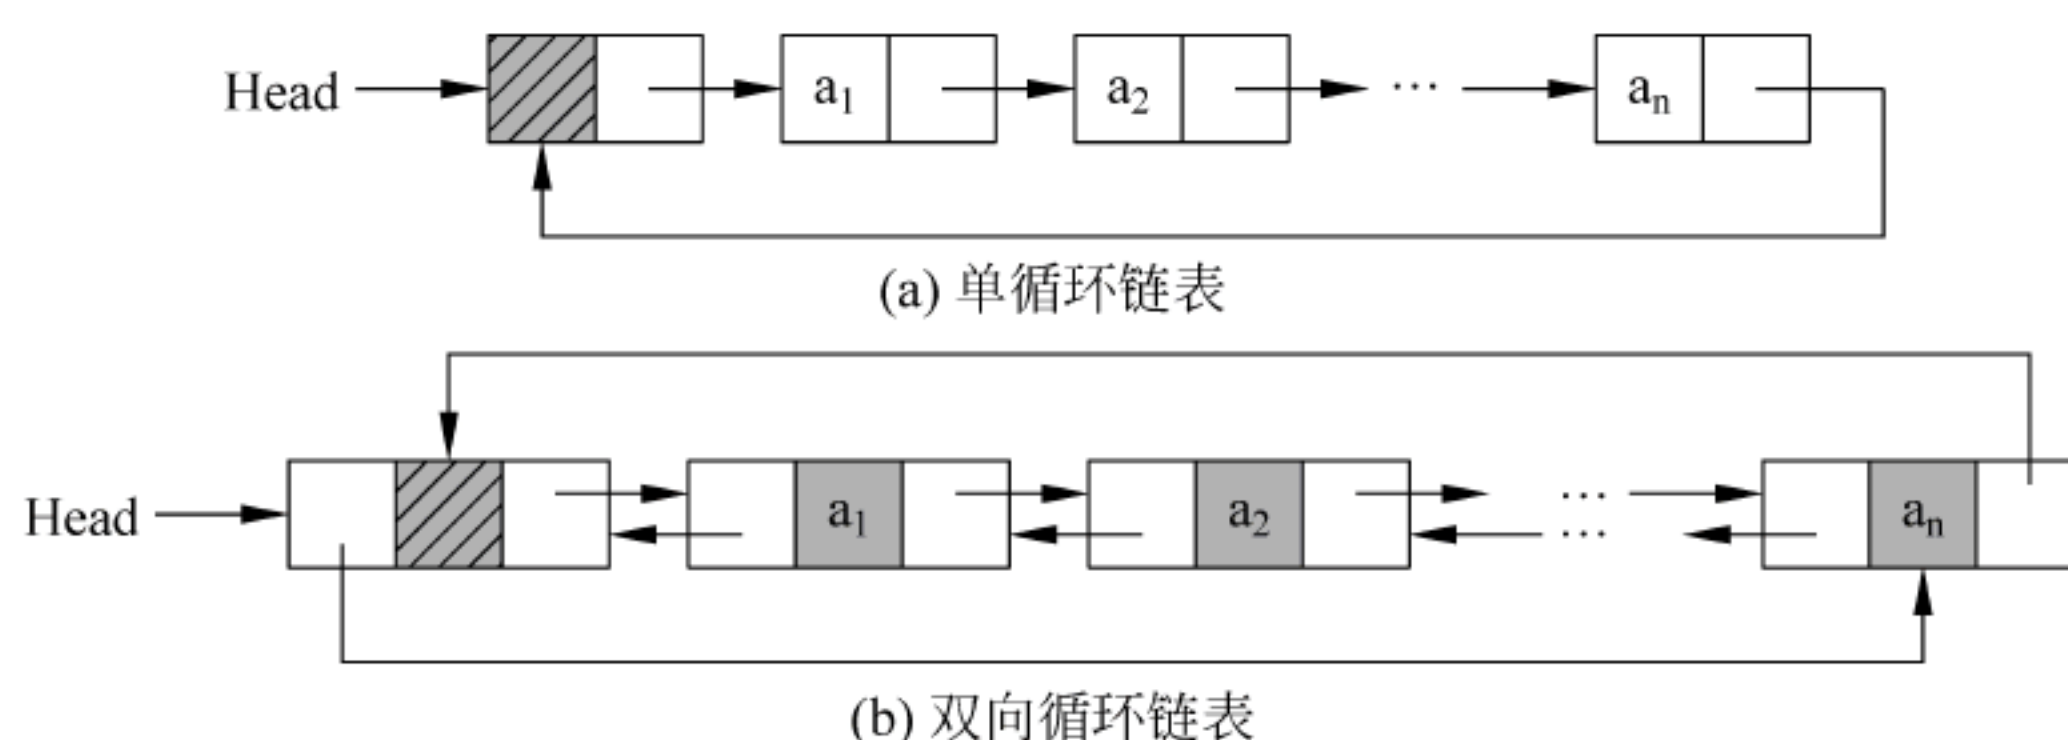 Head a₁ a₂ ··· aₙ
(a) 单循环链表
Head a₁ a₂ ··· ··· aₙ
(b) 双向循环链表